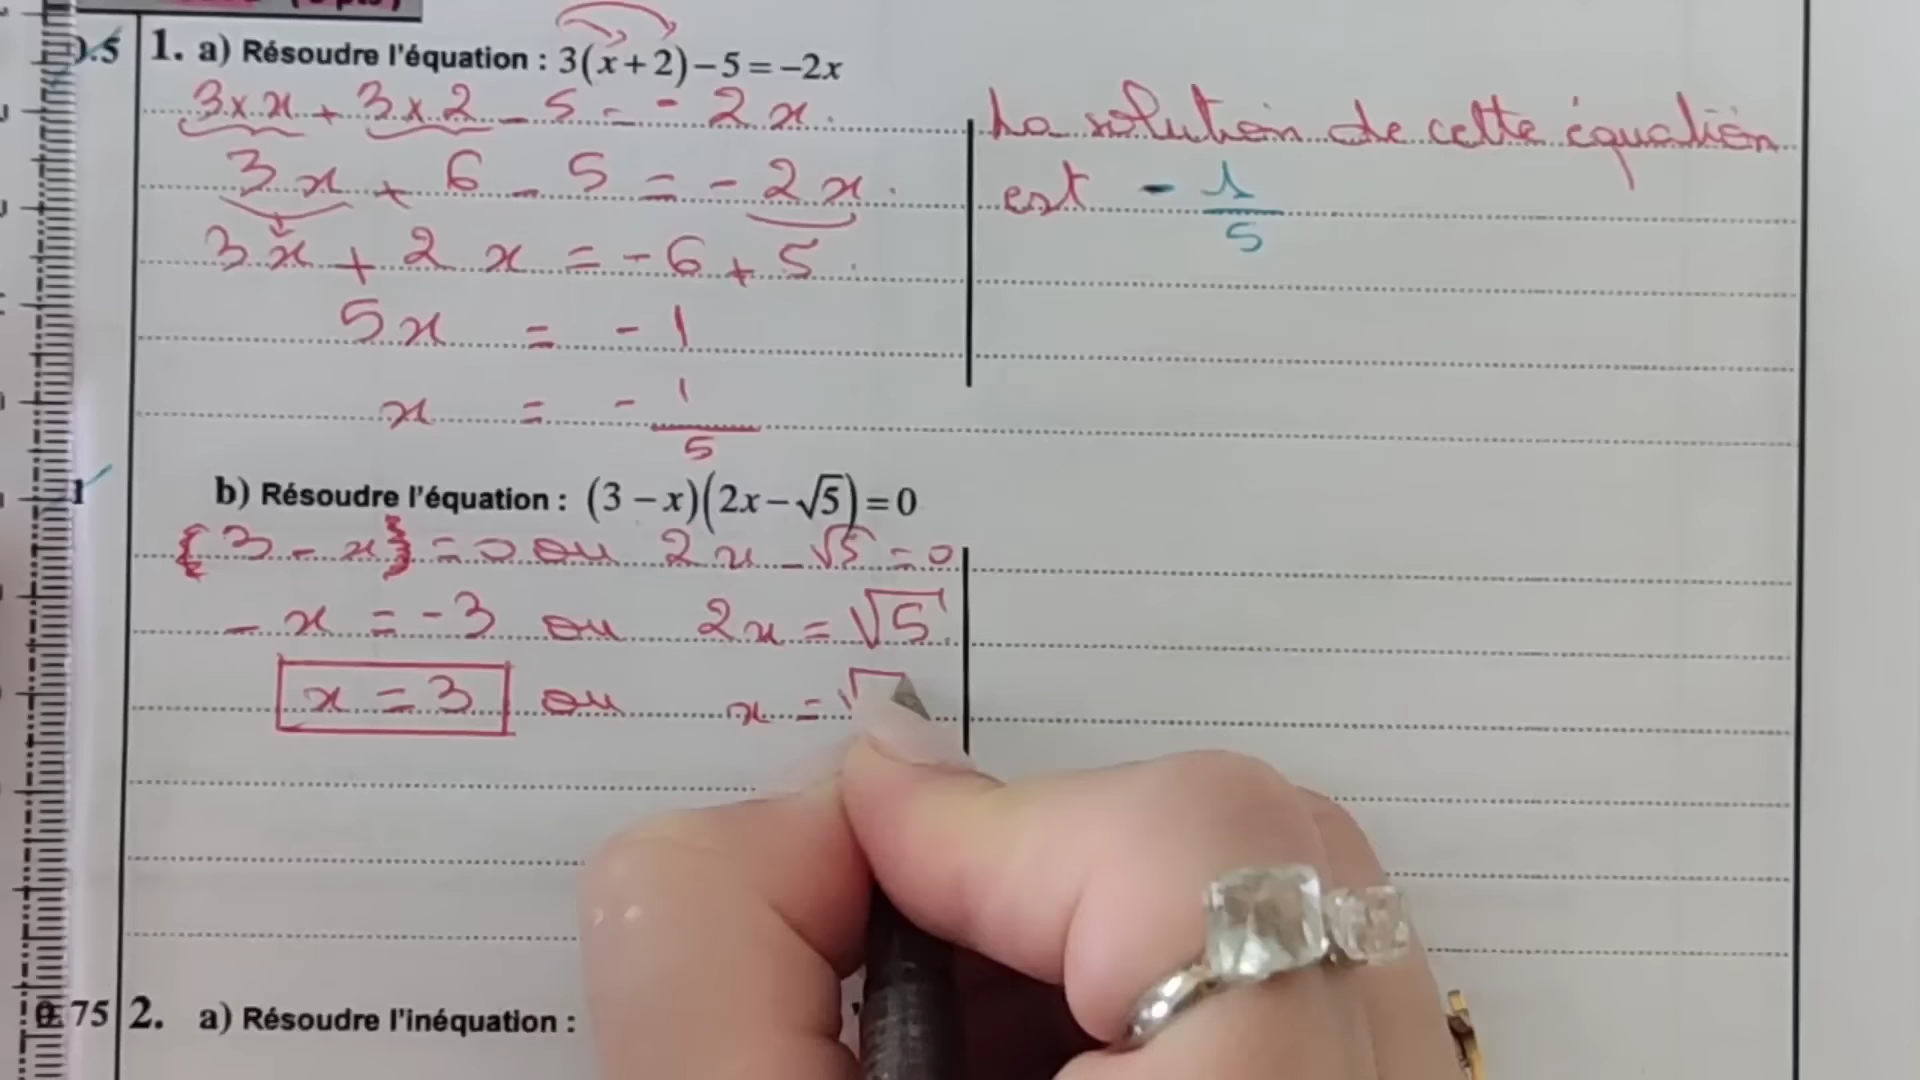 0.5
1. a) Résoudre l'équation : 3(x+2)-5=-2x
3×x + 3×2 - 5 = - 2x.
3x + 6 - 5 = - 2x.
3x + 2x = -6 + 5.
5x = - 1
x = - 1/5
La solution de cette équation
est - 1/5
1
b) Résoudre l'équation : (3-x)(2x-√5)=0
{3 - x} = 0 ou 2x - √5 = 0
- x = -3 ou 2x = √5
x = 3 ou x = √
0.75
2. a) Résoudre l'inéquation :